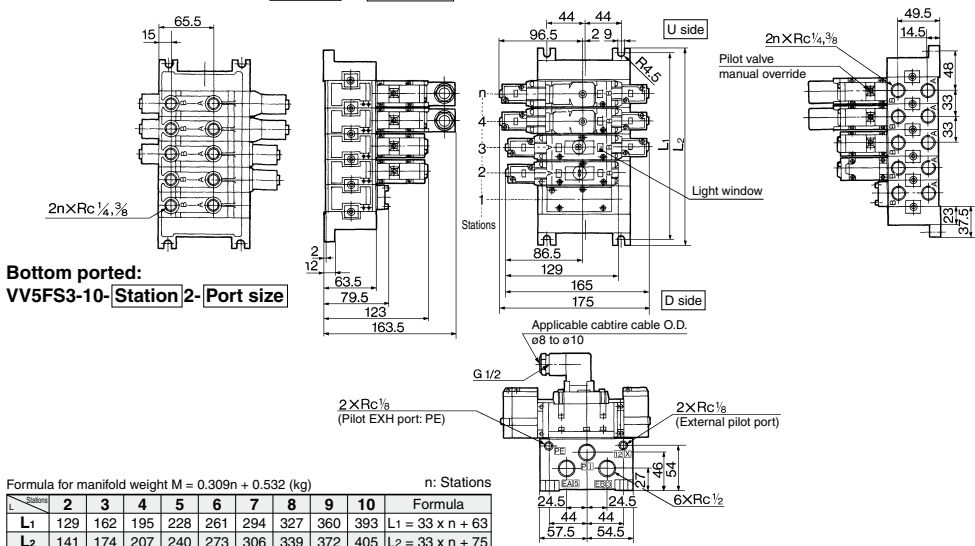 65.5
15
2n×Rc¼,⅜
2
12
63.5
79.5
123
163.5
44 44
96.5 2 9
U side
R4.5
n
4
3
2
1
Stations
L1
L2
Light window
86.5
129
165
175
D side
49.5
14.5
2n×Rc¼,⅜
Pilot valve
manual override
48
33
33
B A
B A
23
37.5
Bottom ported:
VV5FS3-10-Station 2-Port size
Applicable cabtire cable O.D.
ø8 to ø10
G 1/2
2×Rc⅛
(Pilot EXH port: PE)
2×Rc⅛
(External pilot port)
PE
12 X
P 1
EA 5
EB 3
27
46
54
6×Rc½
24.5 24.5
44 44
57.5 54.5
Formula for manifold weight M = 0.309n + 0.532 (kg) n: Stations
L Stations 2 3 4 5 6 7 8 9 10 Formula
L1 129 162 195 228 261 294 327 360 393 L1 = 33 x n + 63
L2 141 174 207 240 273 306 339 372 405 L2 = 33 x n + 75